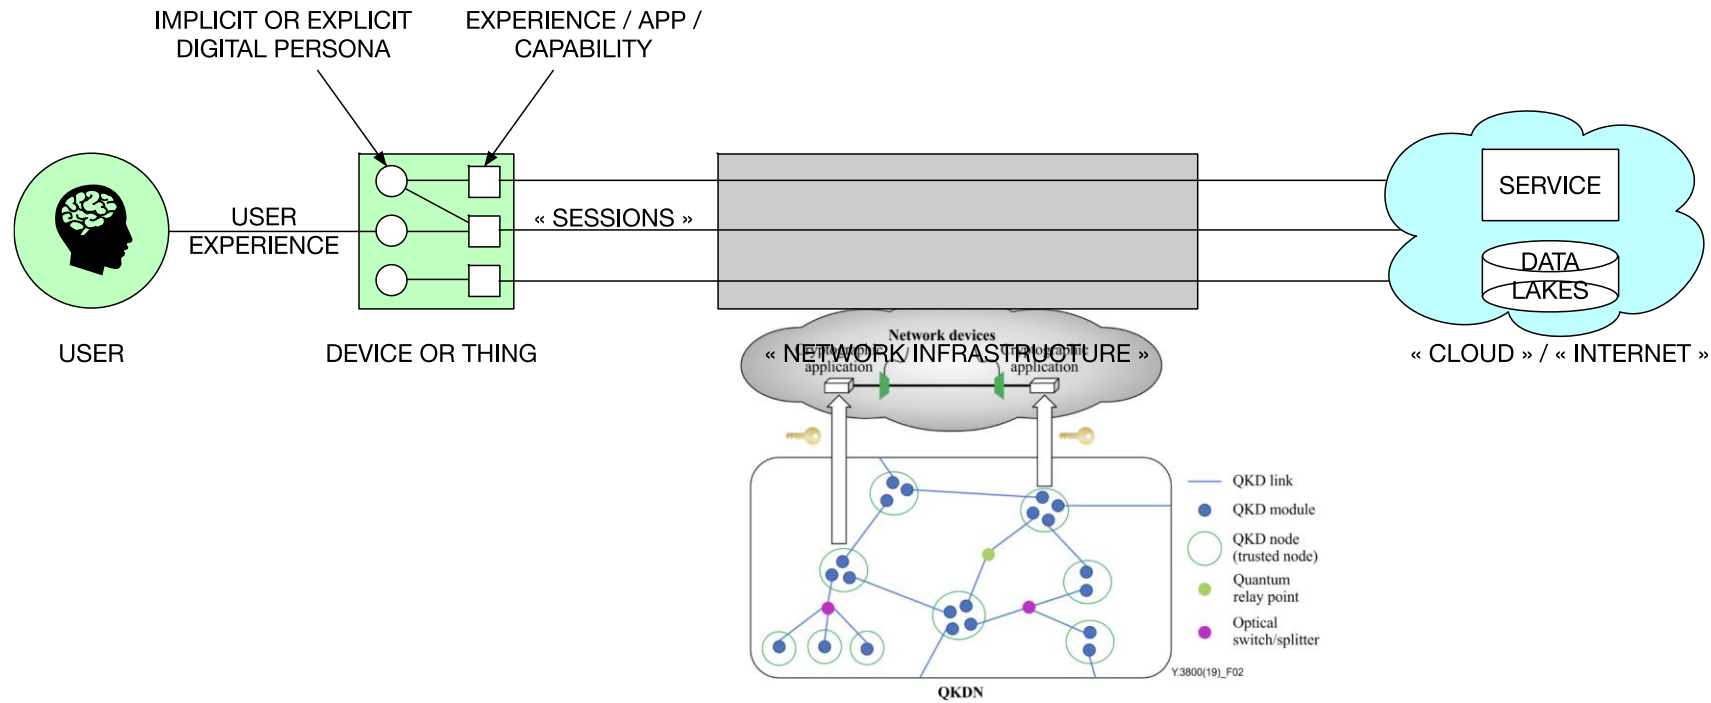 IMPLICIT OR EXPLICIT
DIGITAL PERSONA
EXPERIENCE / APP /
CAPABILITY
USER
EXPERIENCE
« SESSIONS »
SERVICE
DATA
LAKES
USER
DEVICE OR THING
« NETWORK INFRASTRUCTURE »
« CLOUD » / « INTERNET »
Network devices
Cryptographic
application
Cryptographic
application
QKD link
QKD module
QKD node
(trusted node)
Quantum
relay point
Optical
switch/splitter
Y.3800(19)_F02
QKDN